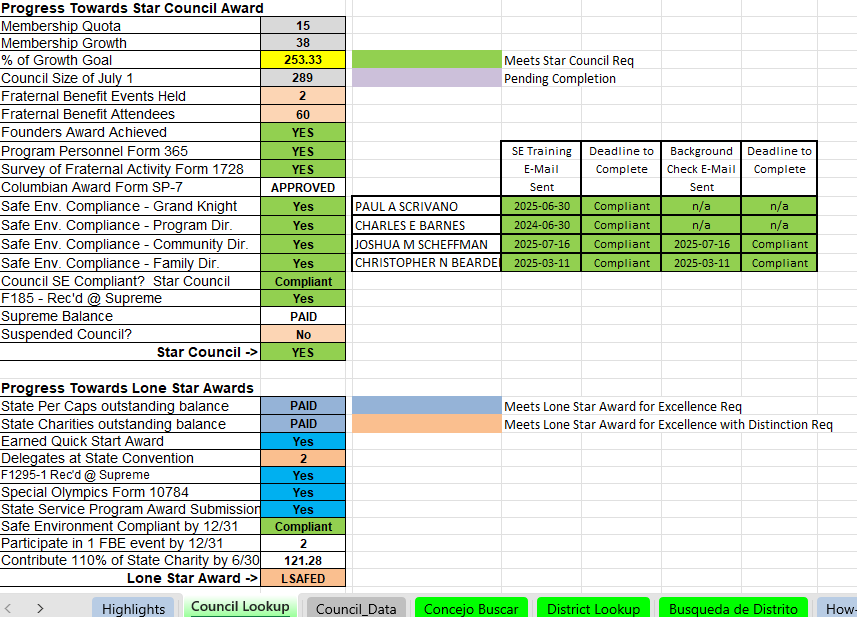 Progress Towards Star Council Award
Membership Quota 15
Membership Growth 38
% of Growth Goal 253.33 Meets Star Council Req
Council Size of July 1 289 Pending Completion
Fraternal Benefit Events Held 2
Fraternal Benefit Attendees 60
Founders Award Achieved YES
SE Training E-Mail Sent Deadline to Complete Background Check E-Mail Sent Deadline to Complete
Program Personnel Form 365 YES
Survey of Fraternal Activity Form 1728 YES
Columbian Award Form SP-7 APPROVED
Safe Env. Compliance - Grand Knight Yes PAUL A SCRIVANO 2025-06-30 Compliant n/a n/a
Safe Env. Compliance - Program Dir. Yes CHARLES E BARNES 2024-06-30 Compliant n/a n/a
Safe Env. Compliance - Community Dir. Yes JOSHUA M SCHEFFMAN 2025-07-16 Compliant 2025-07-16 Compliant
Safe Env. Compliance - Family Dir. Yes CHRISTOPHER N BEARDE 2025-03-11 Compliant 2025-03-11 Compliant
Council SE Compliant? Star Council Compliant
F185 - Rec'd @ Supreme Yes
Supreme Balance PAID
Suspended Council? No
Star Council -> YES
Progress Towards Lone Star Awards
State Per Caps outstanding balance PAID Meets Lone Star Award for Excellence Req
State Charities outstanding balance PAID Meets Lone Star Award for Excellence with Distinction Req
Earned Quick Start Award Yes
Delegates at State Convention 2
F1295-1 Rec'd @ Supreme Yes
Special Olympics Form 10784 Yes
State Service Program Award Submission Yes
Safe Environment Compliant by 12/31 Compliant
Participate in 1 FBE event by 12/31 2
Contribute 110% of State Charity by 6/30 121.28
Lone Star Award -> LSAFED
Highlights Council Lookup Council_Data Concejo Buscar District Lookup Busqueda de Distrito How-